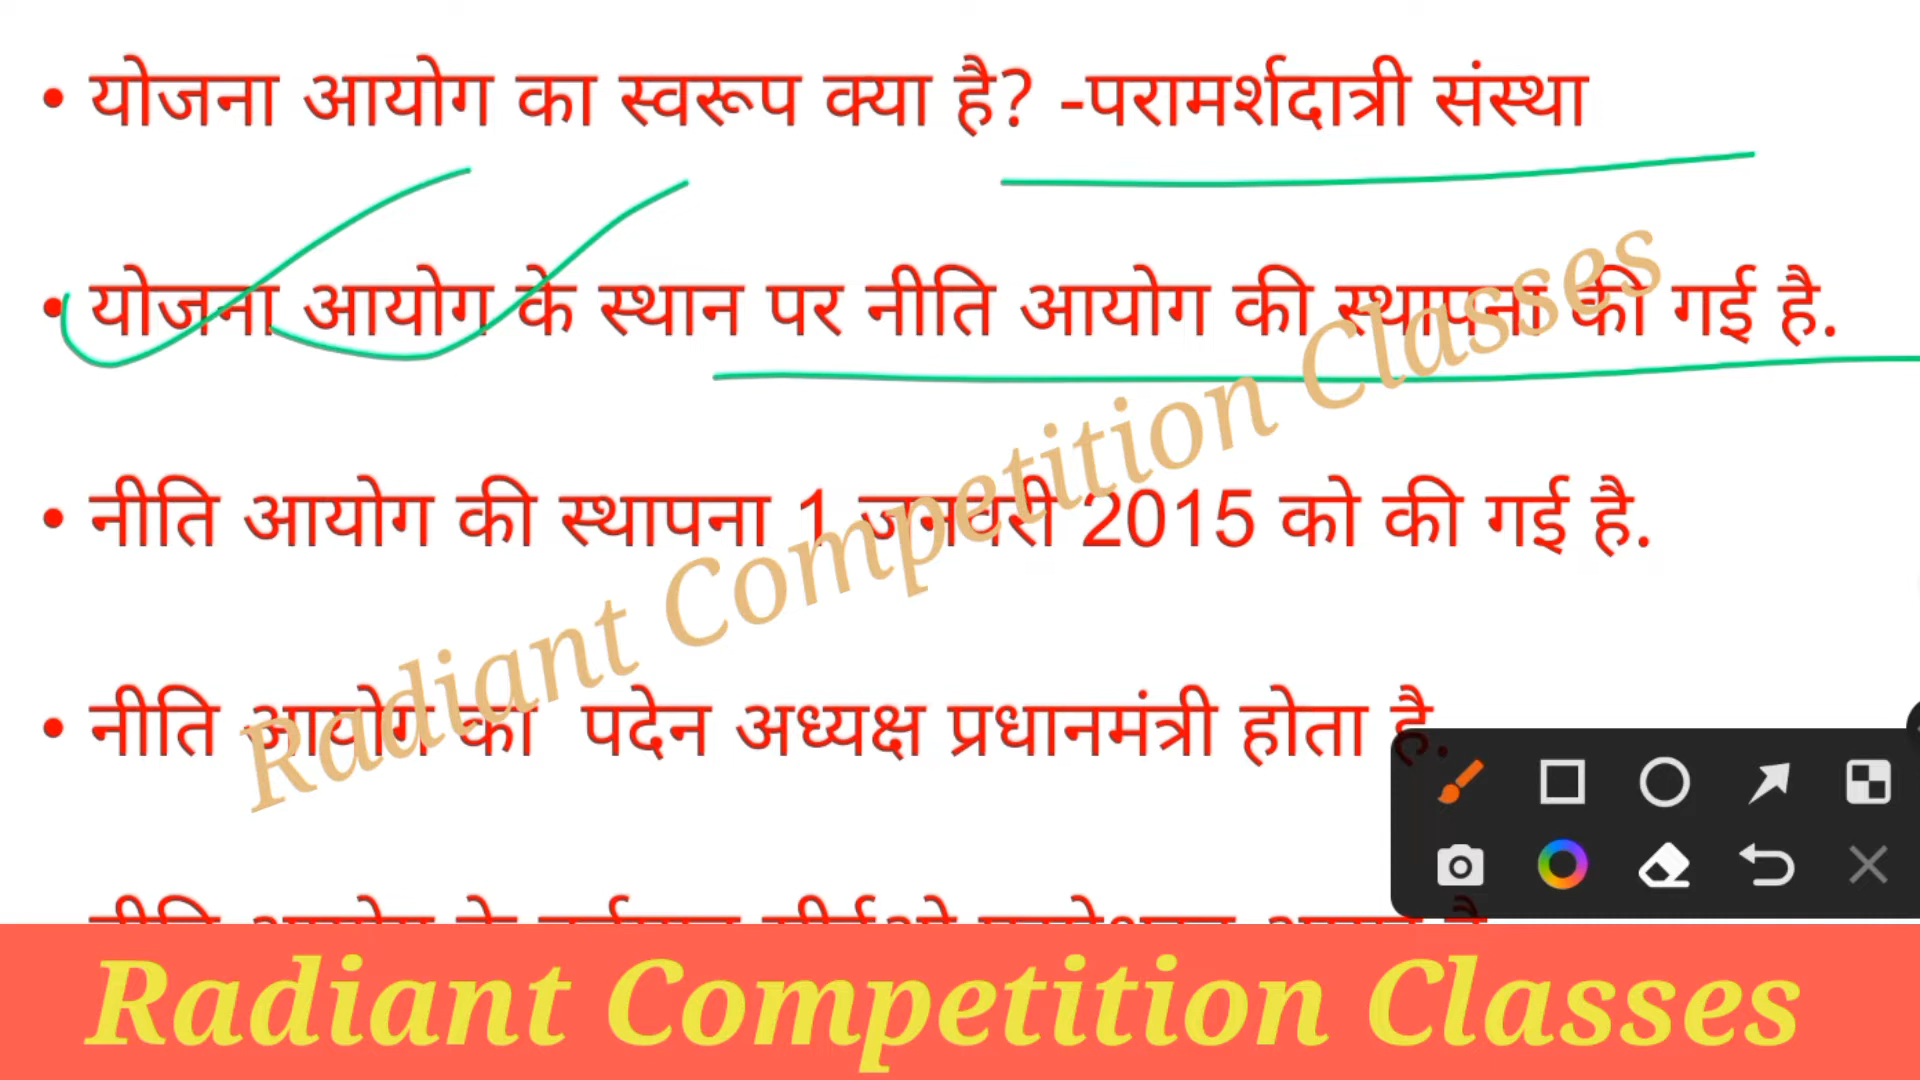 • योजना आयोग का स्वरूप क्या है? -परामर्शदात्री संस्था
• योजना आयोग के स्थान पर नीति आयोग की स्थापना की गई है.
• नीति आयोग की स्थापना 1 जनवरी 2015 को की गई है.
• नीति आयोग का पदेन अध्यक्ष प्रधानमंत्री होता है.
Radiant Competition Classes
Radiant Competition Classes